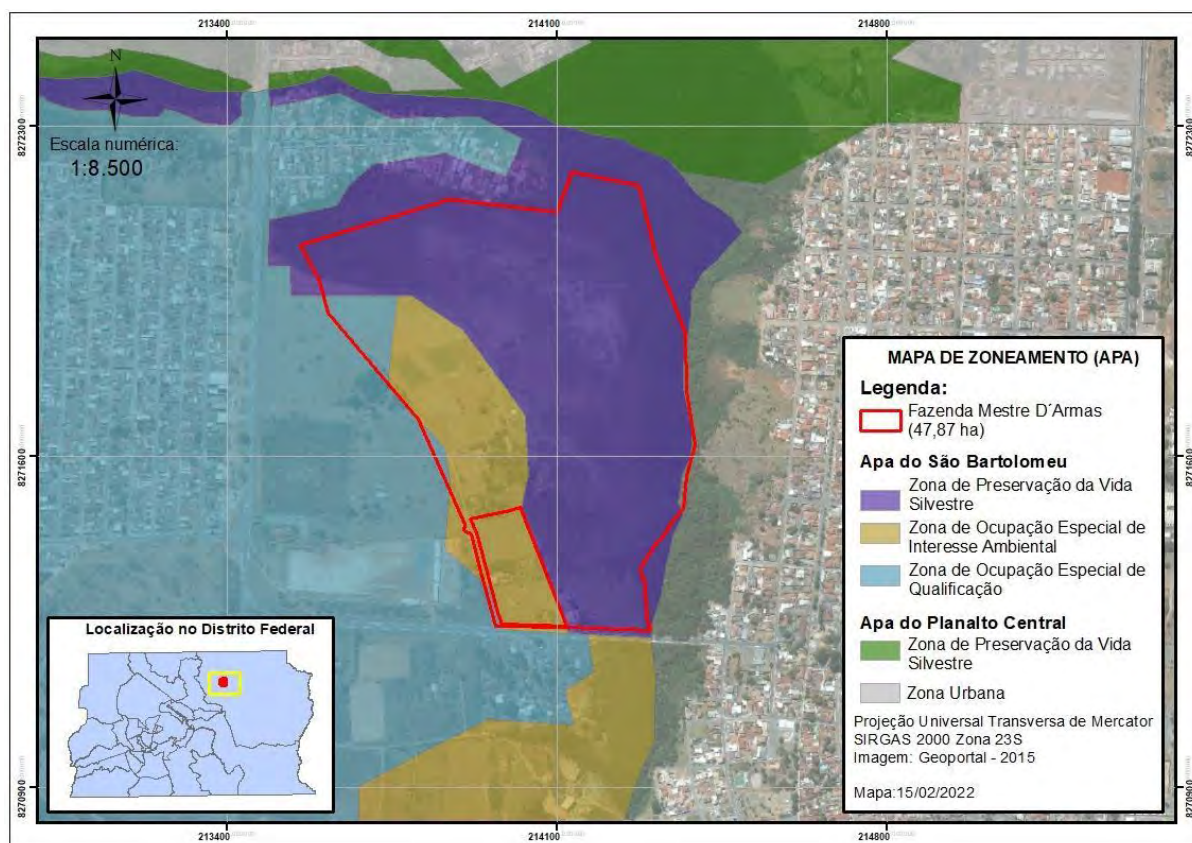 213400
214100
214800
N
Escala numérica:
1:8.500
8272300
8272300
8271600
8271600
8270900
8270900
MAPA DE ZONEAMENTO (APA)
Legenda:
Fazenda Mestre D´Armas
(47,87 ha)
Apa do São Bartolomeu
Zona de Preservação da Vida
Silvestre
Zona de Ocupação Especial de
Interesse Ambiental
Zona de Ocupação Especial de
Qualificação
Apa do Planalto Central
Zona de Preservação da Vida
Silvestre
Zona Urbana
Projeção Universal Transversa de Mercator
SIRGAS 2000 Zona 23S
Imagem: Geoportal - 2015
Mapa:15/02/2022
Localização no Distrito Federal
213400
214100
214800